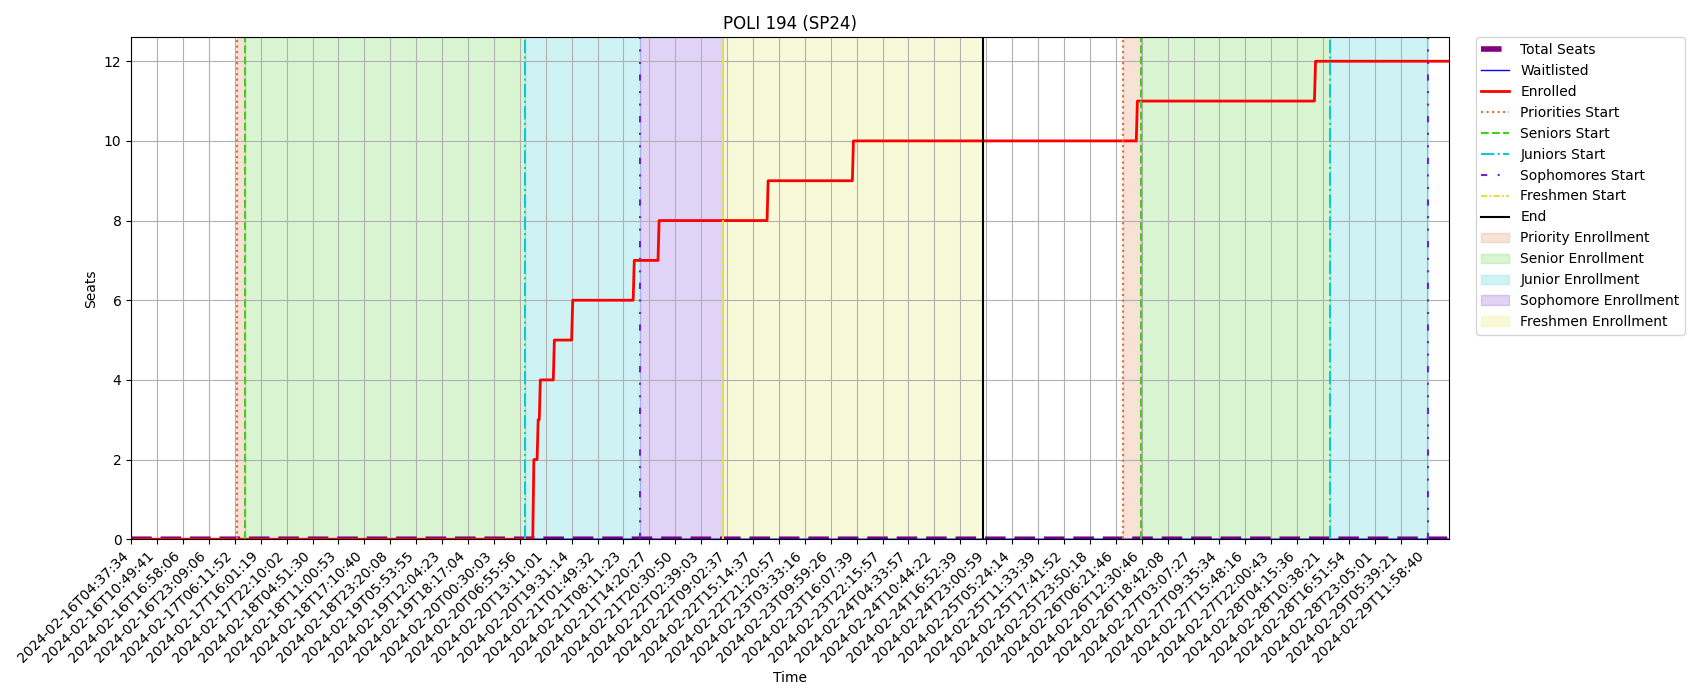 POLI 194 (SP24)
Seats
12
10
8
6
4
2
0
2024-02-16T04:37:34
2024-02-16T10:49:41
2024-02-16T16:58:06
2024-02-16T23:09:06
2024-02-17T06:11:52
2024-02-17T16:01:19
2024-02-17T22:10:02
2024-02-18T04:51:30
2024-02-18T11:00:53
2024-02-18T17:10:40
2024-02-18T23:20:08
2024-02-19T05:53:55
2024-02-19T12:04:23
2024-02-19T18:17:04
2024-02-20T00:30:03
2024-02-20T06:55:56
2024-02-20T13:11:01
2024-02-20T19:31:14
2024-02-21T01:49:32
2024-02-21T08:11:23
2024-02-21T14:20:27
2024-02-21T20:30:50
2024-02-22T02:39:03
2024-02-22T09:02:37
2024-02-22T15:14:37
2024-02-22T21:20:57
2024-02-23T03:33:16
2024-02-23T09:59:26
2024-02-23T16:07:39
2024-02-23T22:15:57
2024-02-24T04:33:57
2024-02-24T10:44:22
2024-02-24T16:52:39
2024-02-24T23:00:59
2024-02-25T05:24:14
2024-02-25T11:33:39
2024-02-25T17:41:52
2024-02-25T23:50:18
2024-02-26T06:21:46
2024-02-26T12:30:46
2024-02-26T18:42:08
2024-02-27T03:07:27
2024-02-27T09:35:34
2024-02-27T15:48:16
2024-02-27T22:00:43
2024-02-28T04:15:36
2024-02-28T10:38:21
2024-02-28T16:51:54
2024-02-28T23:05:01
2024-02-29T05:39:21
2024-02-29T11:58:40
Time
Total Seats
Waitlisted
Enrolled
Priorities Start
Seniors Start
Juniors Start
Sophomores Start
Freshmen Start
End
Priority Enrollment
Senior Enrollment
Junior Enrollment
Sophomore Enrollment
Freshmen Enrollment